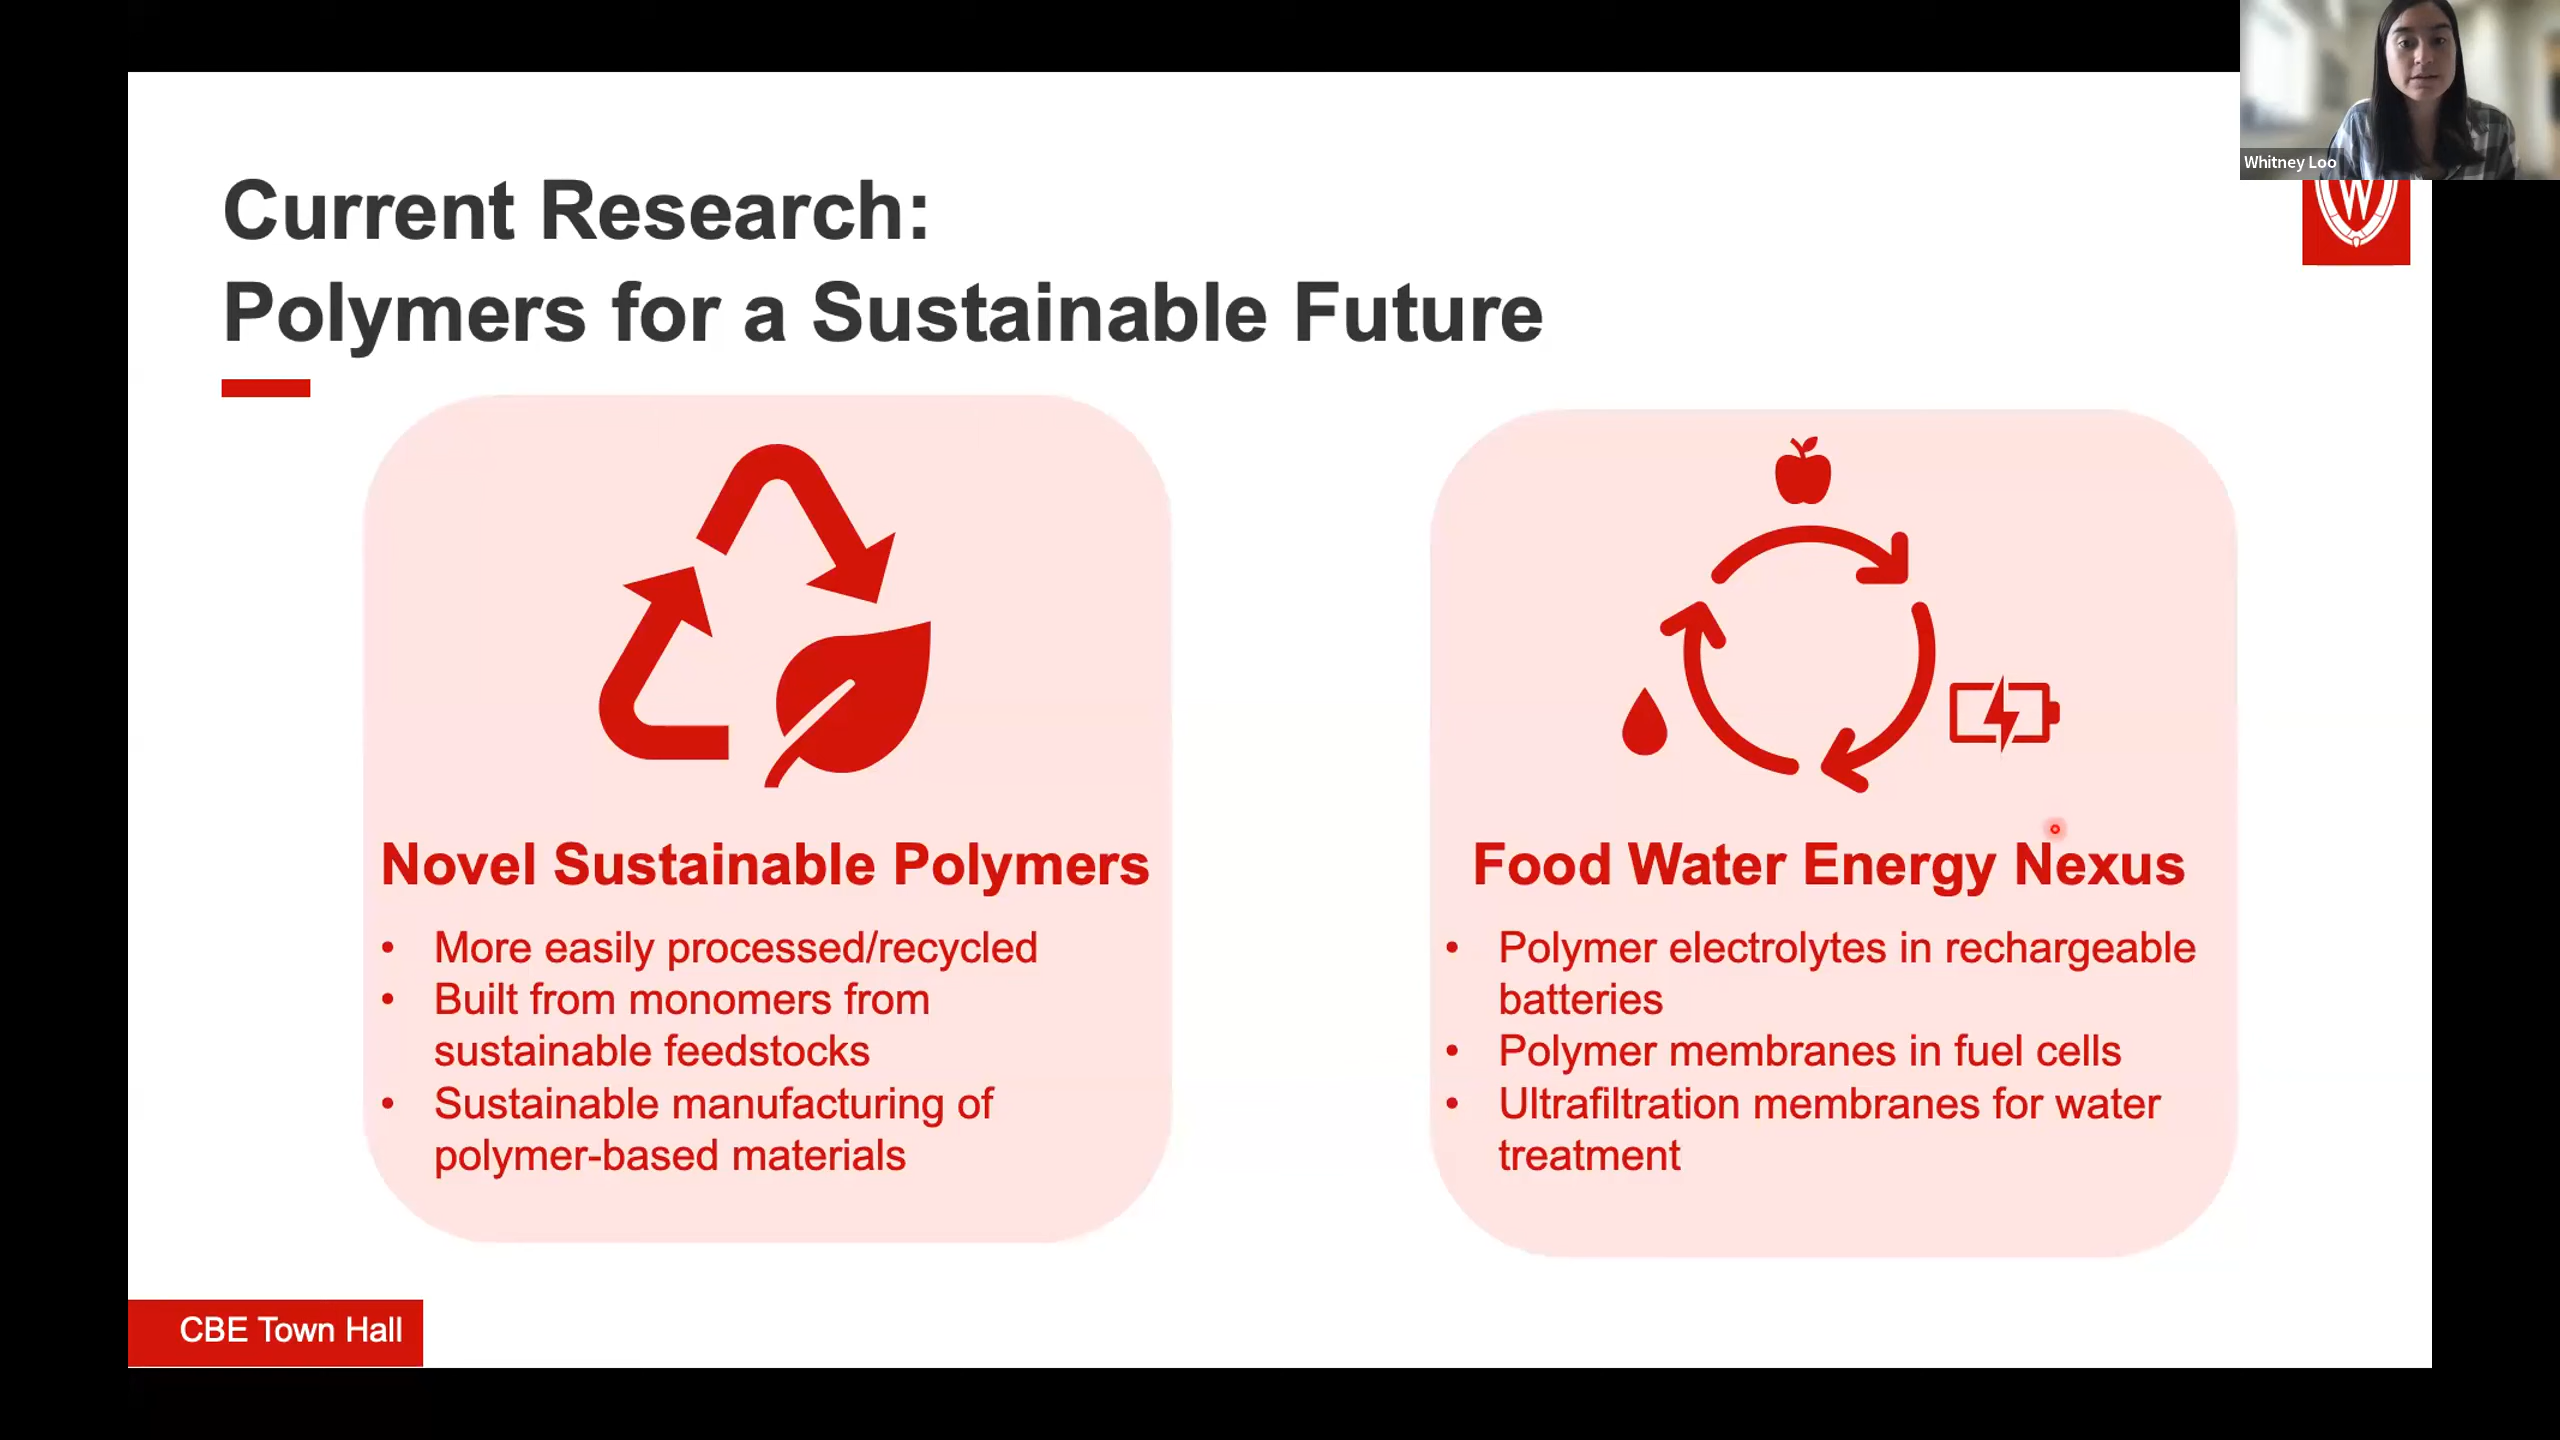 Whitney Loo
W
Current Research:
Polymers for a Sustainable Future
Novel Sustainable Polymers
• More easily processed/recycled
• Built from monomers from
sustainable feedstocks
• Sustainable manufacturing of
polymer-based materials
Food Water Energy Nexus
• Polymer electrolytes in rechargeable
batteries
• Polymer membranes in fuel cells
• Ultrafiltration membranes for water
treatment
CBE Town Hall